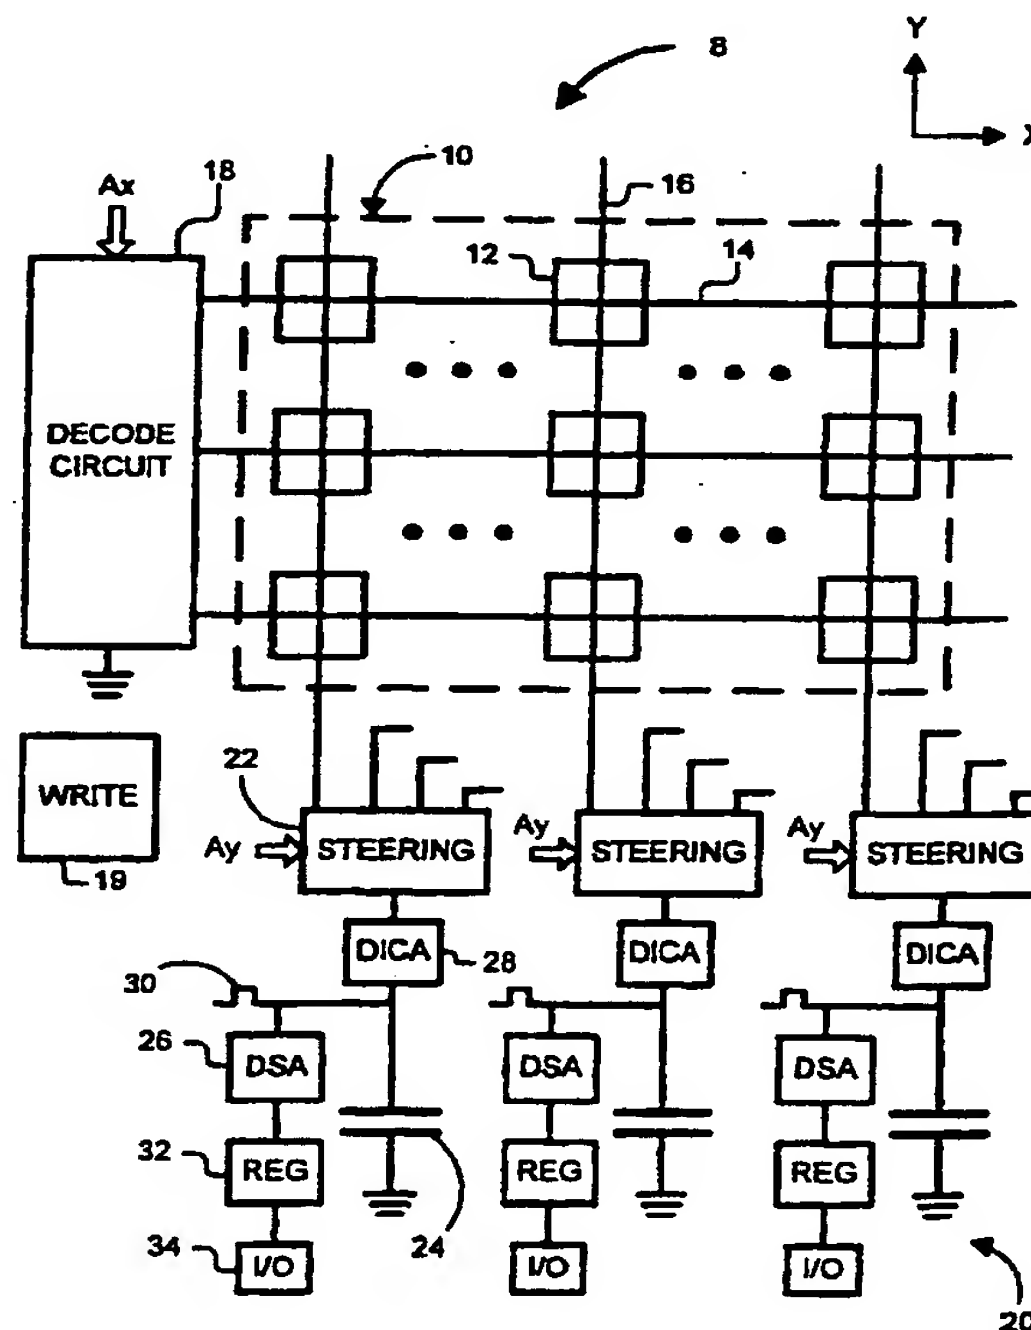 8
Y
X
10
Ax
18
16
12
14
DECODE
CIRCUIT
WRITE
19
22
Ay
STEERING
Ay
STEERING
Ay
STEERING
DICA
28
DICA
DICA
30
26
DSA
DSA
DSA
32
REG
REG
REG
34
I/O
24
I/O
I/O
20